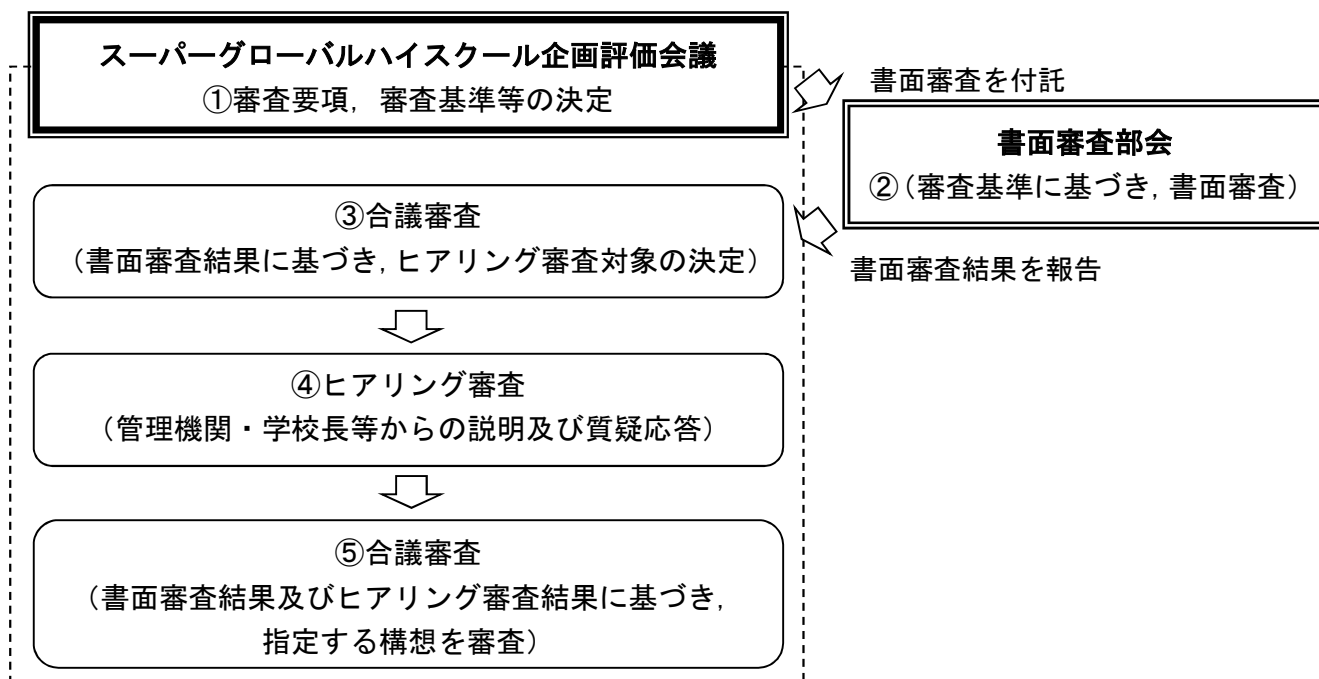 スーパーグローバルハイスクール企画評価会議
①審査要項，審査基準等の決定
書面審査を付託
書面審査部会
②（審査基準に基づき，書面審査）
書面審査結果を報告
③合議審査
（書面審査結果に基づき，ヒアリング審査対象の決定）
④ヒアリング審査
（管理機関・学校長等からの説明及び質疑応答）
⑤合議審査
（書面審査結果及びヒアリング審査結果に基づき，
指定する構想を審査）